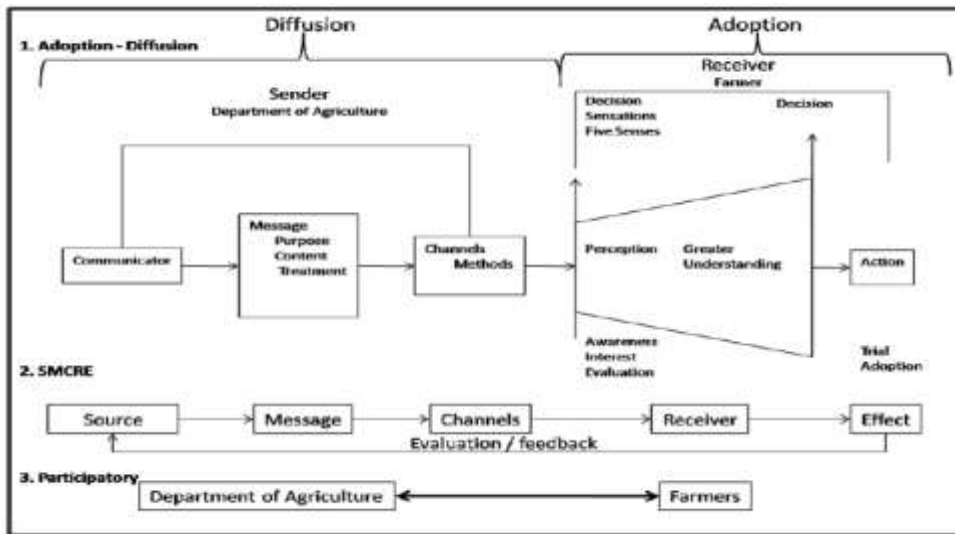 Diffusion
Adoption
1. Adoption - Diffusion
Receiver
Farmer
Sender
Department of Agriculture
Decision
Sensations
Five Senses
Decision
Communicator
Message
Purpose
Content
Treatment
Channels
Methods
Perception
Greater
Understanding
Action
Awareness
Interest
Evaluation
Trial
Adoption
2. SMCRE
Source
Message
Channels
Receiver
Effect
Evaluation / feedback
3. Participatory
Department of Agriculture
Farmers